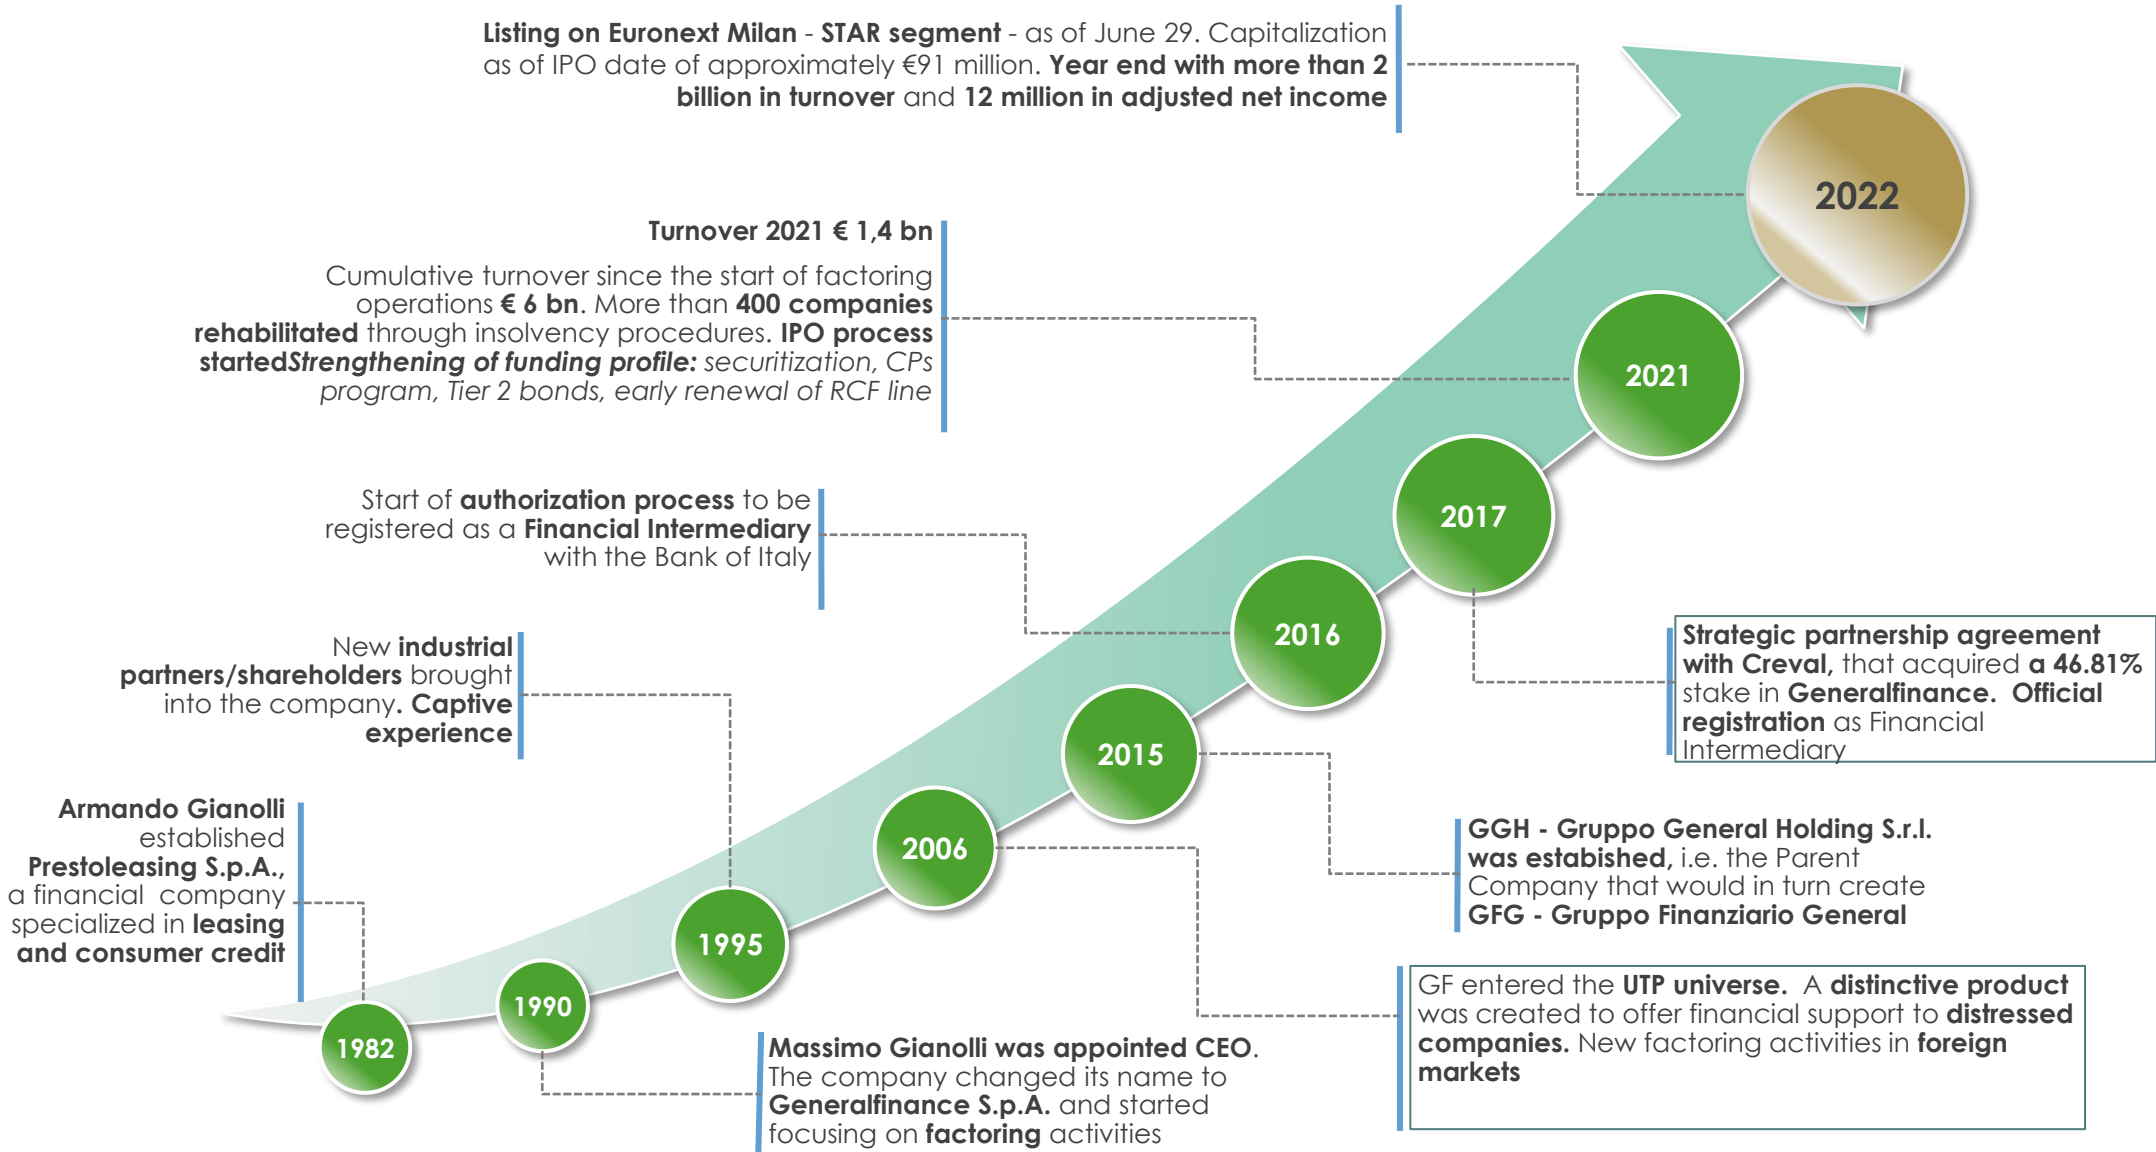 Listing on Euronext Milan - STAR segment - as of June 29. Capitalization
as of IPO date of approximately €91 million. Year end with more than 2
billion in turnover and 12 million in adjusted net income
2022
Turnover 2021 € 1,4 bn
Cumulative turnover since the start of factoring
operations € 6 bn. More than 400 companies
rehabilitated through insolvency procedures. IPO process
startedStrengthening of funding profile: securitization, CPs
program, Tier 2 bonds, early renewal of RCF line
2021
Start of authorization process to be
registered as a Financial Intermediary
with the Bank of Italy
2017
2016
Strategic partnership agreement
with Creval, that acquired a 46.81%
stake in Generalfinance. Official
registration as Financial
Intermediary
New industrial
partners/shareholders brought
into the company. Captive
experience
2015
Armando Gianolli
established
Prestoleasing S.p.A.,
a financial company
specialized in leasing
and consumer credit
2006
GGH - Gruppo General Holding S.r.l.
was estabished, i.e. the Parent
Company that would in turn create
GFG - Gruppo Finanziario General
1995
1990
1982
GF entered the UTP universe. A distinctive product
was created to offer financial support to distressed
companies. New factoring activities in foreign
markets
Massimo Gianolli was appointed CEO.
The company changed its name to
Generalfinance S.p.A. and started
focusing on factoring activities